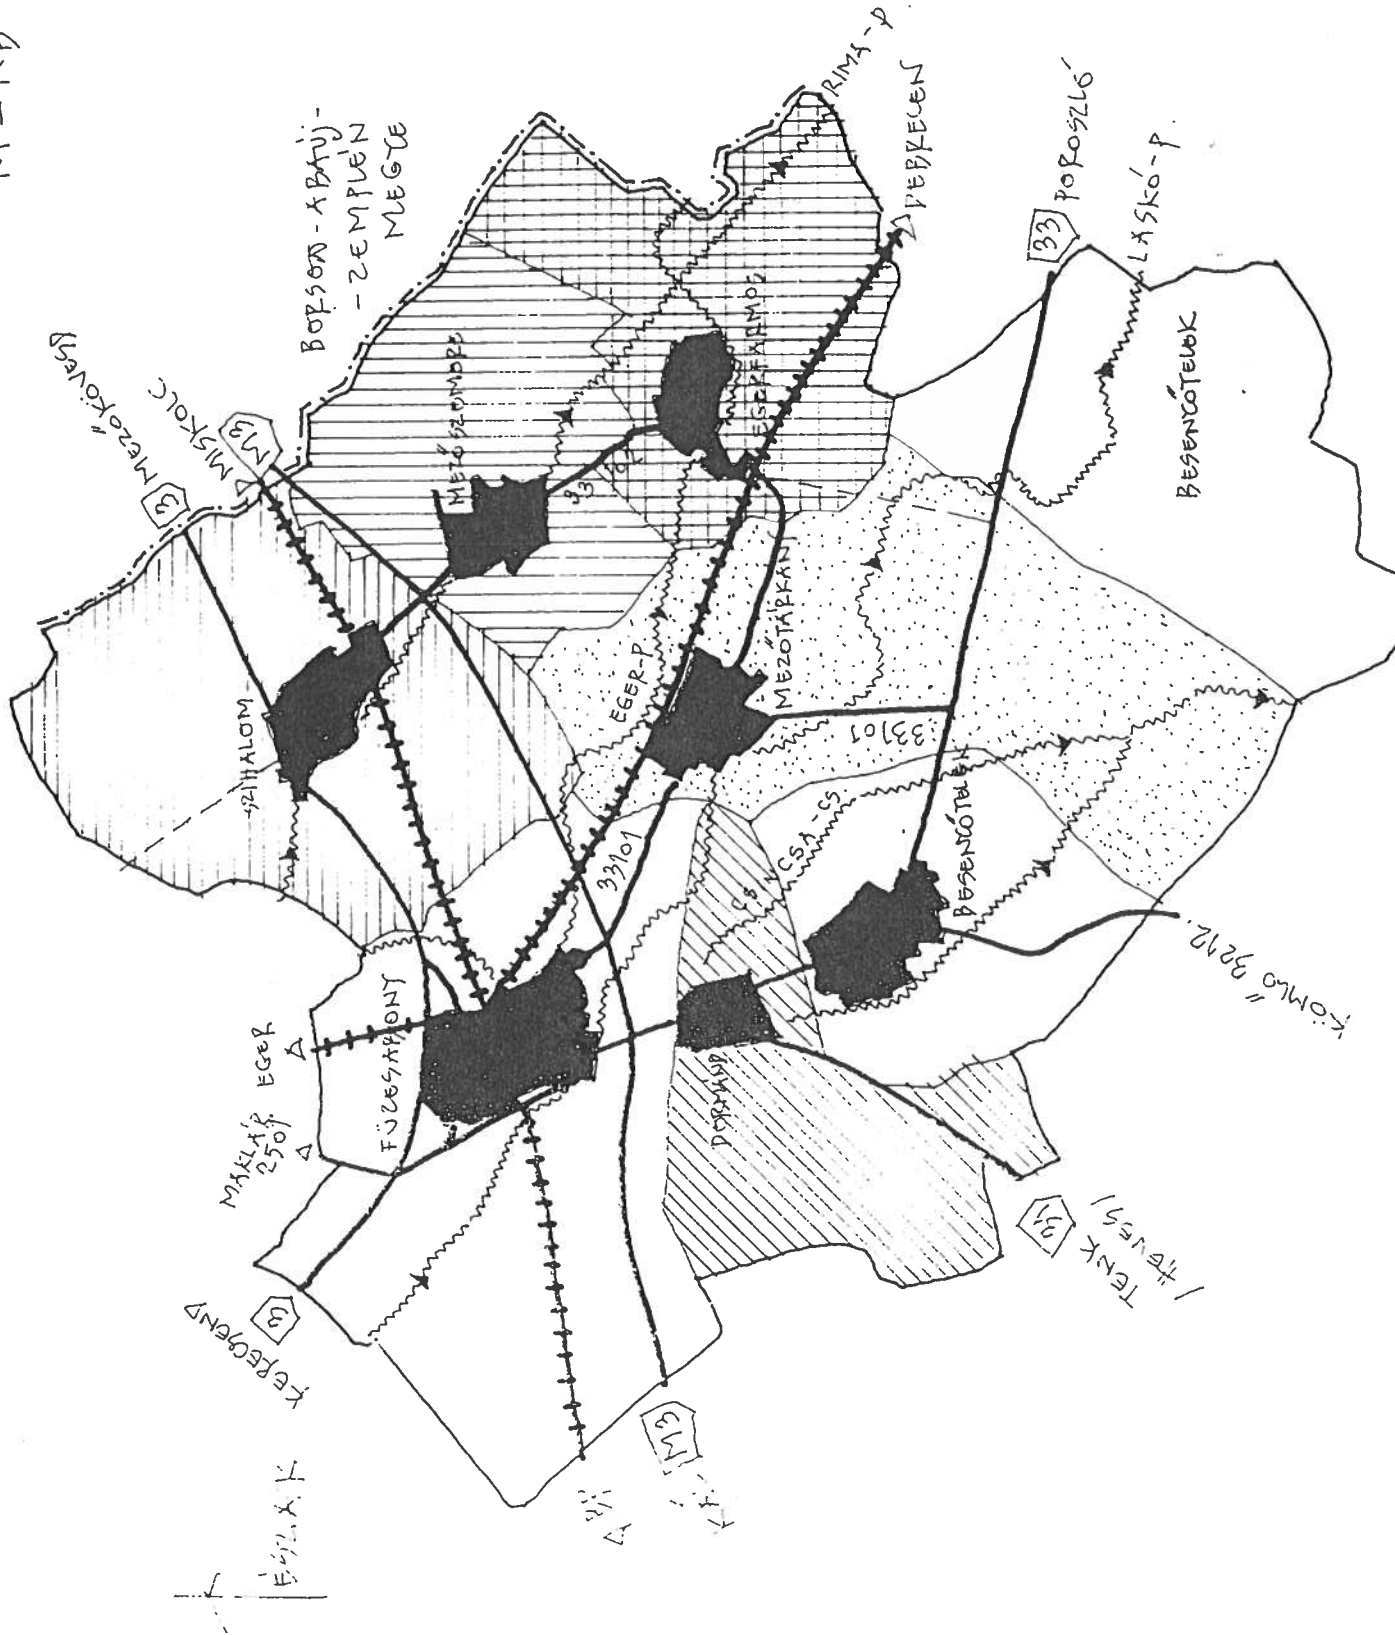 BORSOD-ABAÚJ-
-ZEMPLÉN
MEGYE
RIMA-P.
DEBRECEN
33
POROSZLÓ
LASKÓ-P.
BESENYŐTELEK
3
MEZŐKÖVESD
MISKOLC
M3
MEZŐSZEMERE
EGERFARMOS
33101
SZIHALOM
EGER-P
MEZŐTÁRKÁNY
33101
Cs
BESENYŐTELEK
KÖMLŐ 3212.
FÜZESABONY
EGER
MAKLÁR
2501.
DORMÁND
31
TENK
/HEVES/
3
KERECSEND
M3
ÉSZAK